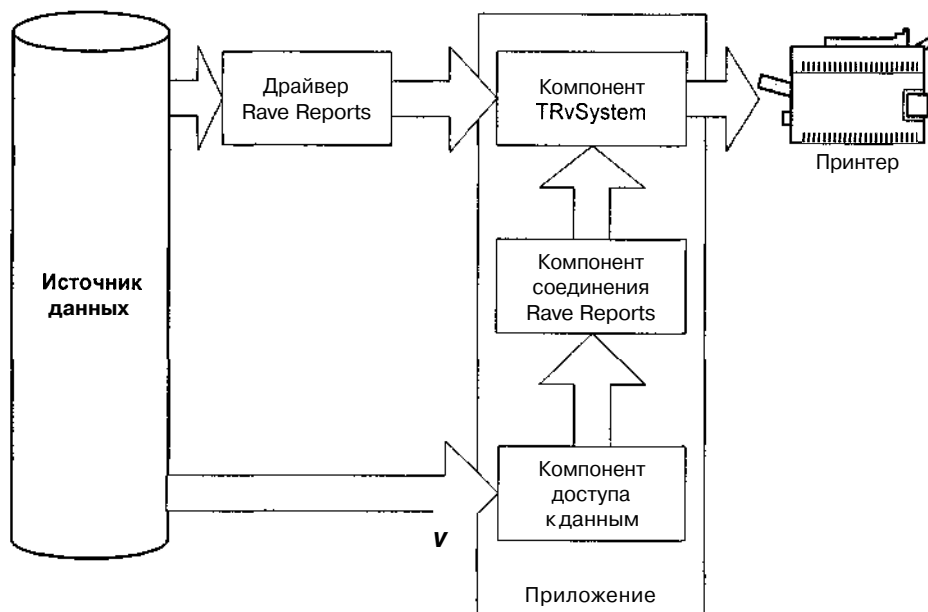 Драйвер
Rave Reports
Компонент
TRvSystem
Принтер
Источник
данных
Компонент
соединения
Rave Reports
Компонент
доступа
к данным
V
Приложение